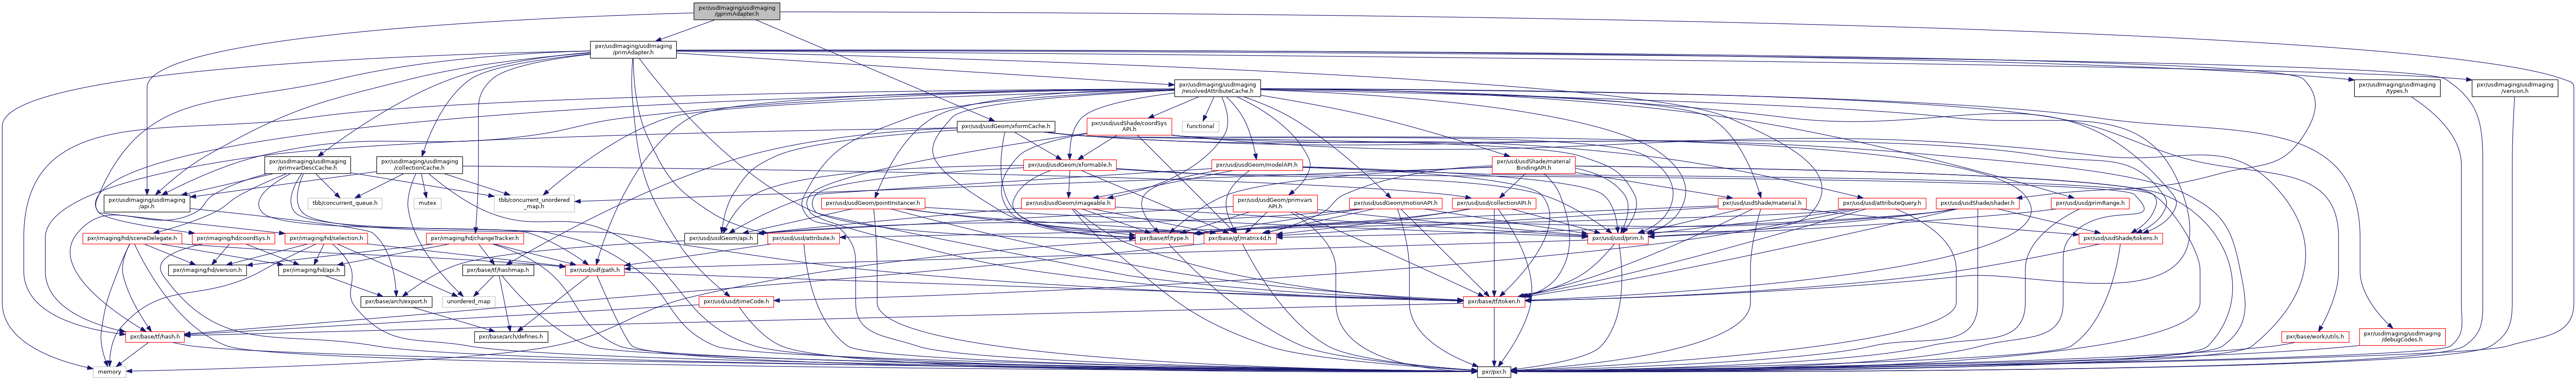 pxr/usdImaging/usdImaging
/gprimAdapter.h
pxr/usdImaging/usdImaging
/primAdapter.h
pxr/usdImaging/usdImaging
/resolvedAttributeCache.h
pxr/usdImaging/usdImaging
/types.h
pxr/usdImaging/usdImaging
/version.h
pxr/usd/usdGeom/xformCache.h
pxr/usd/usdShade/coordSys
API.h
functional
pxr/usdImaging/usdImaging
/primvarDescCache.h
pxr/usdImaging/usdImaging
/collectionCache.h
pxr/usd/usdGeom/xformable.h
pxr/usd/usdGeom/modelAPI.h
pxr/usd/usdShade/material
BindingAPI.h
pxr/usdImaging/usdImaging
/api.h
tbb/concurrent_queue.h
mutex
tbb/concurrent_unordered
_map.h
pxr/usd/usdGeom/pointInstancer.h
pxr/usd/usdGeom/imageable.h
pxr/usd/usdGeom/primvars
API.h
pxr/usd/usdGeom/motionAPI.h
pxr/usd/usd/collectionAPI.h
pxr/usd/usdShade/material.h
pxr/usd/usd/attributeQuery.h
pxr/usd/usdShade/shader.h
pxr/usd/usd/primRange.h
pxr/imaging/hd/sceneDelegate.h
pxr/imaging/hd/coordSys.h
pxr/imaging/hd/selection.h
pxr/imaging/hd/changeTracker.h
pxr/usd/usdGeom/api.h
pxr/usd/usd/attribute.h
pxr/base/tf/type.h
pxr/base/gf/matrix4d.h
pxr/usd/usd/prim.h
pxr/usd/usdShade/tokens.h
pxr/imaging/hd/version.h
pxr/imaging/hd/api.h
pxr/base/tf/hashmap.h
pxr/usd/sdf/path.h
pxr/base/arch/export.h
unordered_map
pxr/usd/usd/timeCode.h
pxr/base/tf/token.h
pxr/base/tf/hash.h
pxr/base/arch/defines.h
pxr/base/work/utils.h
pxr/usdImaging/usdImaging
/debugCodes.h
memory
pxr/pxr.h